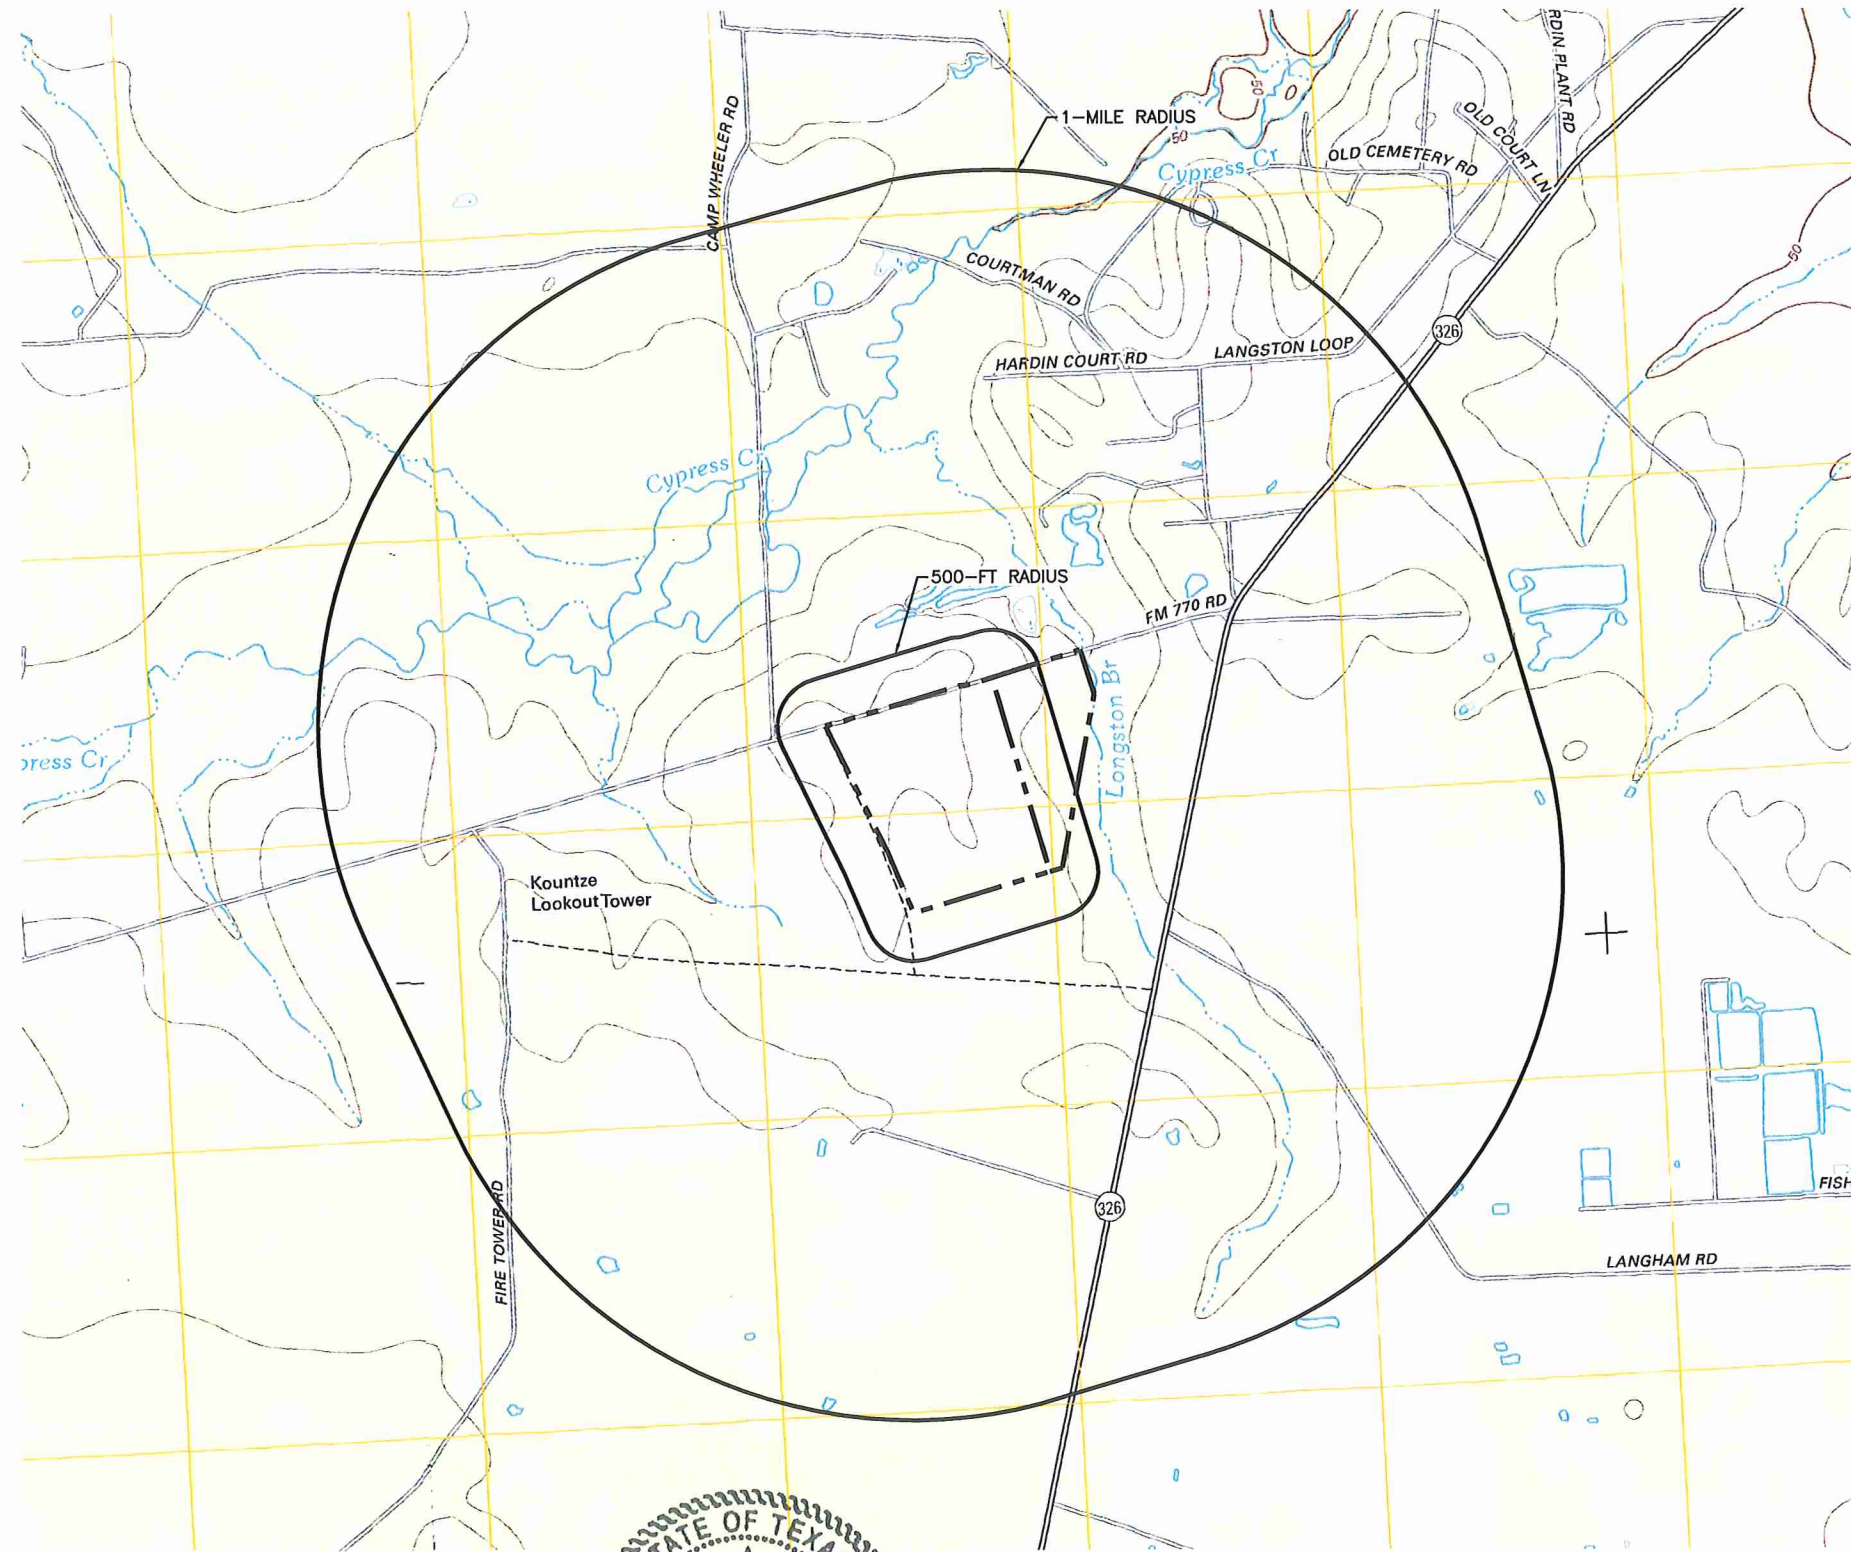 RDIN PLANT RD
50
1-MILE RADIUS
50
OLD COURT LN
CAMP WHEELER RD
Cypress Cr
OLD CEMETERY RD
COURTMAN RD
50
326
HARDIN COURT RD
LANGSTON LOOP
Cypress Cr
500-FT RADIUS
FM 770 RD
Longston Br
press Cr
Kountze
Lookout Tower
FIRE TOWER RD
326
FISH
LANGHAM RD
TATE OF TEXA